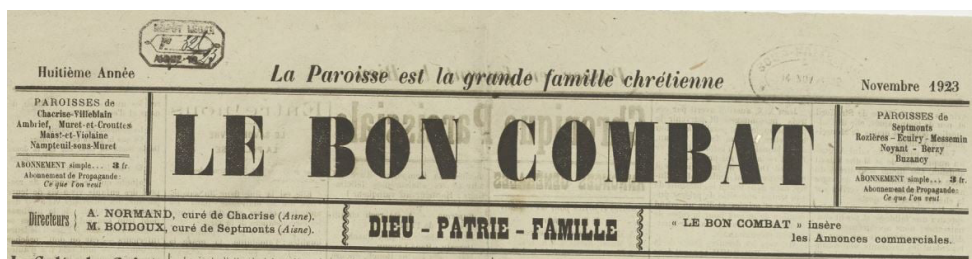 DÉPÔT LÉGAL
AISNE
Huitième Année
La Paroisse est la grande famille chrétienne
Novembre 1923
PAROISSES de
Chacrise-Villeblain
Ambrief, Muret-et-Crouttes
Maast-et-Violaine
Nampteuil-sous-Muret
ABONNEMENT simple... 3 fr.
Abonnement de Propagande:
Ce que l'on veut
LE BON COMBAT
PAROISSES de
Septmonts
Rozières - Ecuiry - Messemin
Noyant - Berzy
Buzancy
ABONNEMENT simple... 3 fr.
Abonnement de Propagande:
Ce que l'on veut
Directeurs
A. NORMAND, curé de Chacrise (Aisne).
M. BOIDOUX, curé de Septmonts (Aisne).
DIEU - PATRIE - FAMILLE
« LE BON COMBAT » insère
les Annonces commerciales.